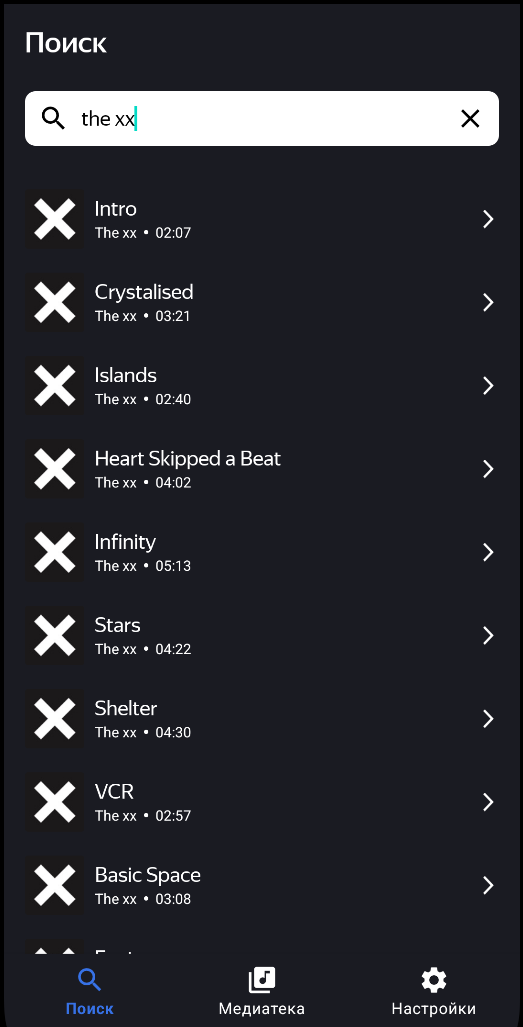 Поиск
the xx
Intro
The xx • 02:07
Crystalised
The xx • 03:21
Islands
The xx • 02:40
Heart Skipped a Beat
The xx • 04:02
Infinity
The xx • 05:13
Stars
The xx • 04:22
Shelter
The xx • 04:30
VCR
The xx • 02:57
Basic Space
The xx • 03:08
Поиск Медиатека Настройки